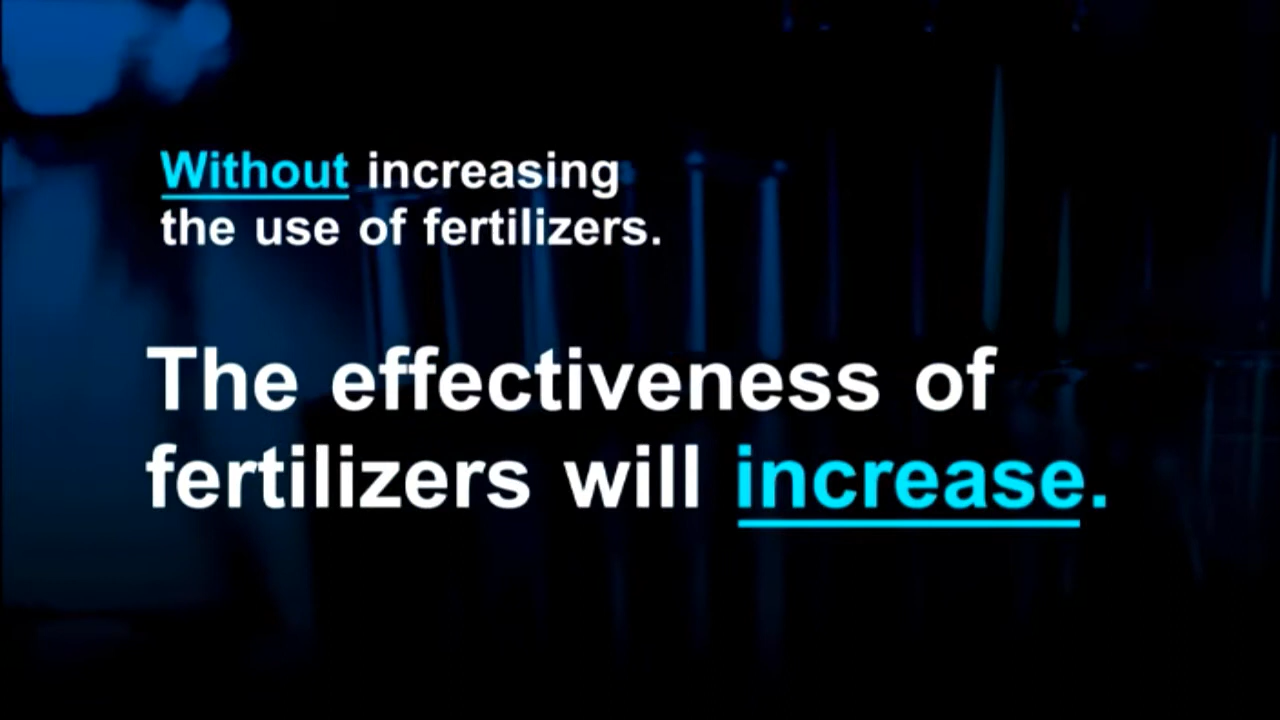 Without increasing
the use of fertilizers.
The effectiveness of
fertilizers will increase.